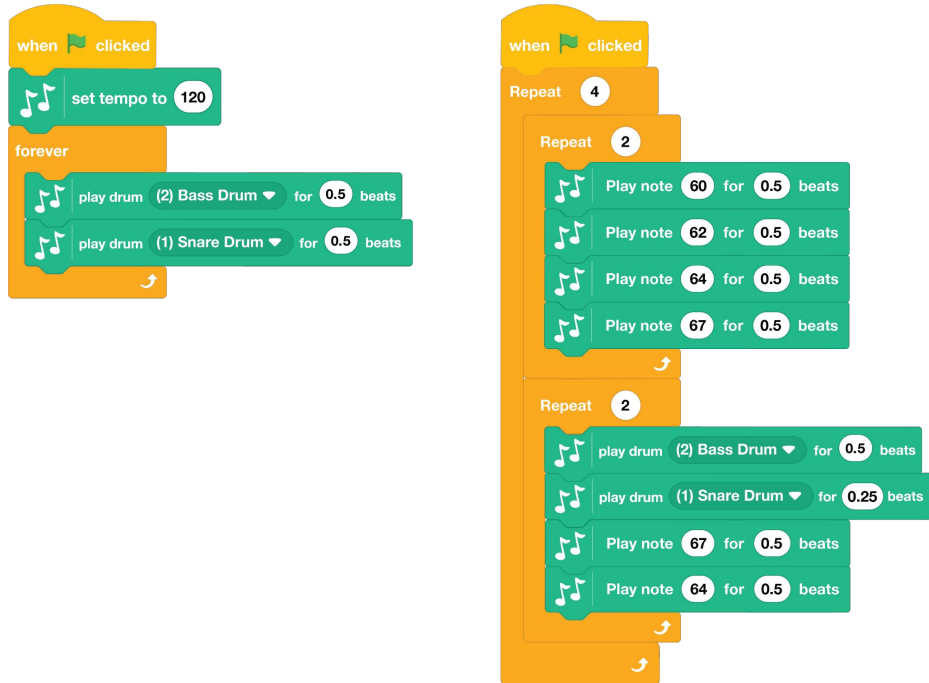 when clicked
set tempo to 120
forever
play drum (2) Bass Drum for 0.5 beats
play drum (1) Snare Drum for 0.5 beats
when clicked
Repeat 4
Repeat 2
Play note 60 for 0.5 beats
Play note 62 for 0.5 beats
Play note 64 for 0.5 beats
Play note 67 for 0.5 beats
Repeat 2
play drum (2) Bass Drum for 0.5 beats
play drum (1) Snare Drum for 0.25 beats
Play note 67 for 0.5 beats
Play note 64 for 0.5 beats